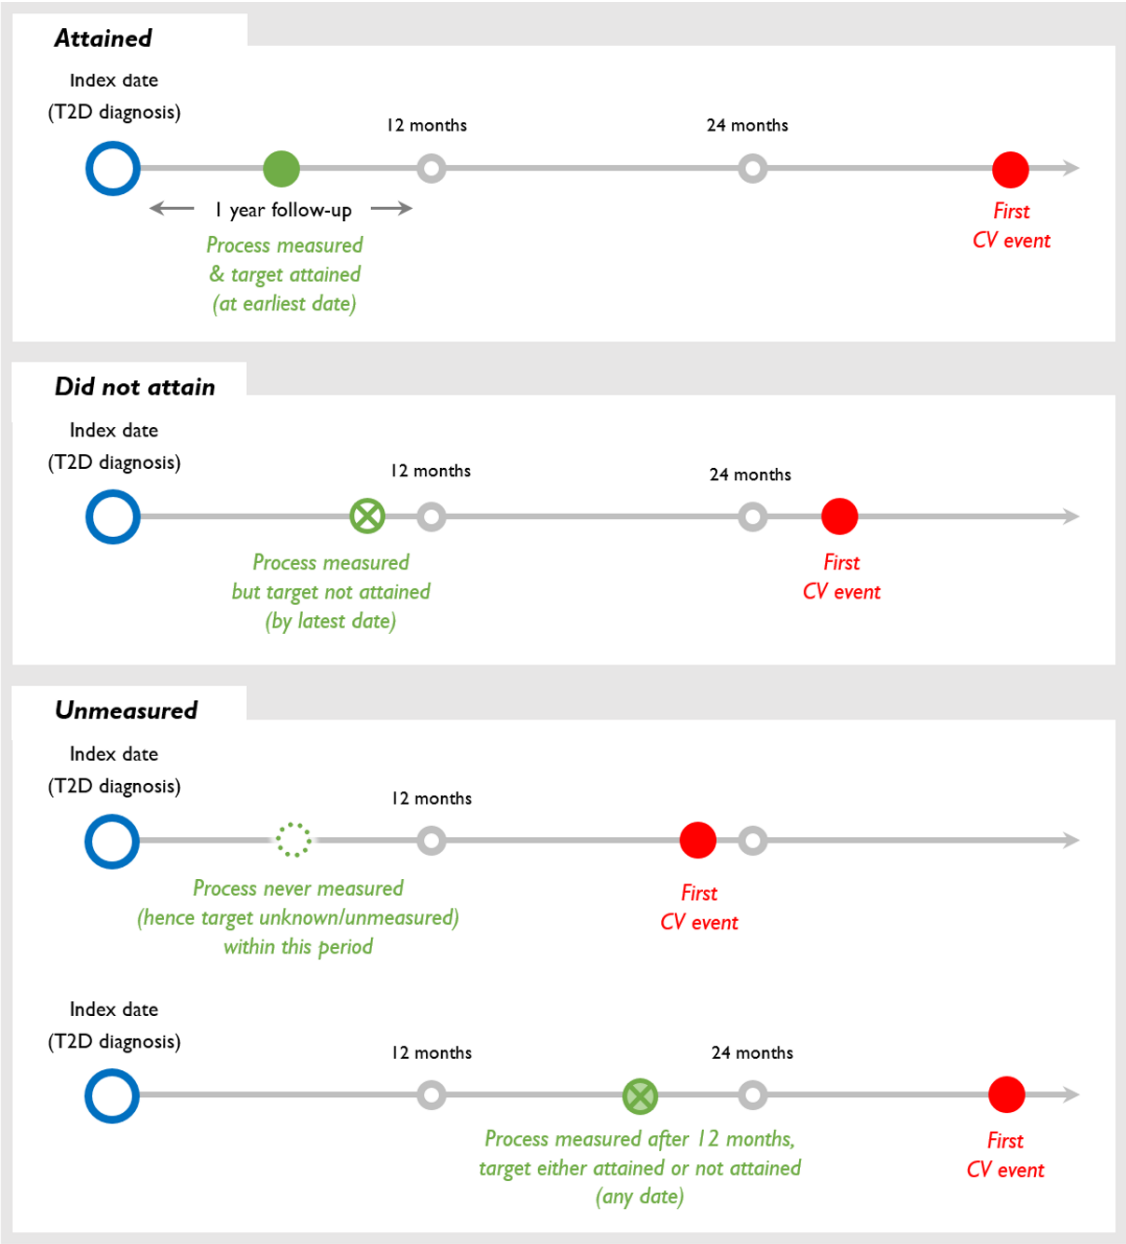 Attained
Index date
(T2D diagnosis)
12 months
24 months
1 year follow-up
First
CV event
Process measured
& target attained
(at earliest date)
Did not attain
Index date
(T2D diagnosis)
12 months
24 months
Process measured
but target not attained
(by latest date)
First
CV event
Unmeasured
Index date
(T2D diagnosis)
12 months
Process never measured
(hence target unknown/unmeasured)
within this period
First
CV event
Index date
(T2D diagnosis)
12 months
24 months
Process measured after 12 months,
target either attained or not attained
(any date)
First
CV event